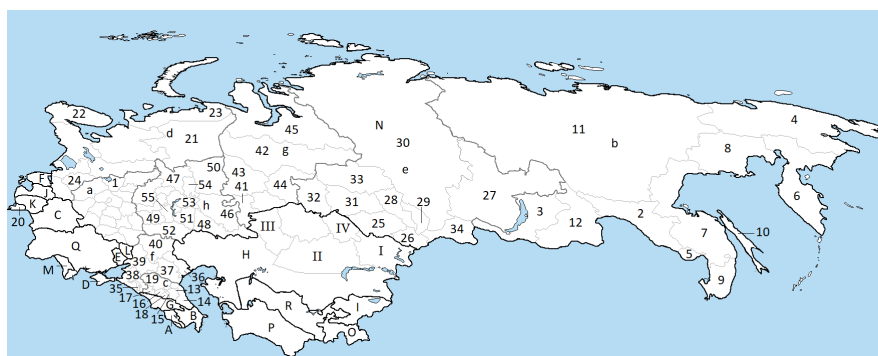 22
23
4
d
45
N
11
21
30
b
42
g
8
50
F
24
1
47
54
43
41
33
e
a
J
K
44
32
6
55
53
h
28
27
31
29
C
49
51
46
3
20
48
25
12
2
7
10
52
III
IV
34
40
26
Q
f
5
E
L
39
H
I
M
38
37
II
9
D
19
c
36
35
13
17
16
14
R
I
18
15
G
B
A
P
O